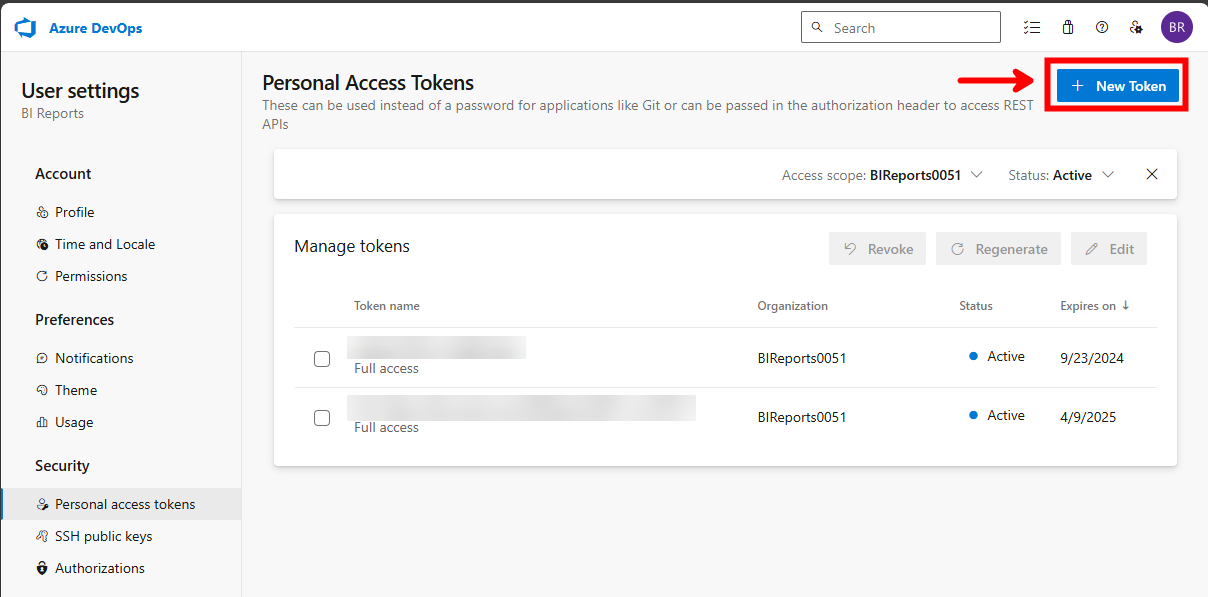 Azure DevOps
Search
BR
User settings
BI Reports
Account
Profile
Time and Locale
Permissions
Preferences
Notifications
Theme
Usage
Security
Personal access tokens
SSH public keys
Authorizations
Personal Access Tokens
New Token
These can be used instead of a password for applications like Git or can be passed in the authorization header to access REST
APIs
Access scope: BIReports0051 Status: Active
Manage tokens Revoke Regenerate Edit
Token name Organization Status Expires on ↓
BIReports0051 Active 9/23/2024
Full access
BIReports0051 Active 4/9/2025
Full access